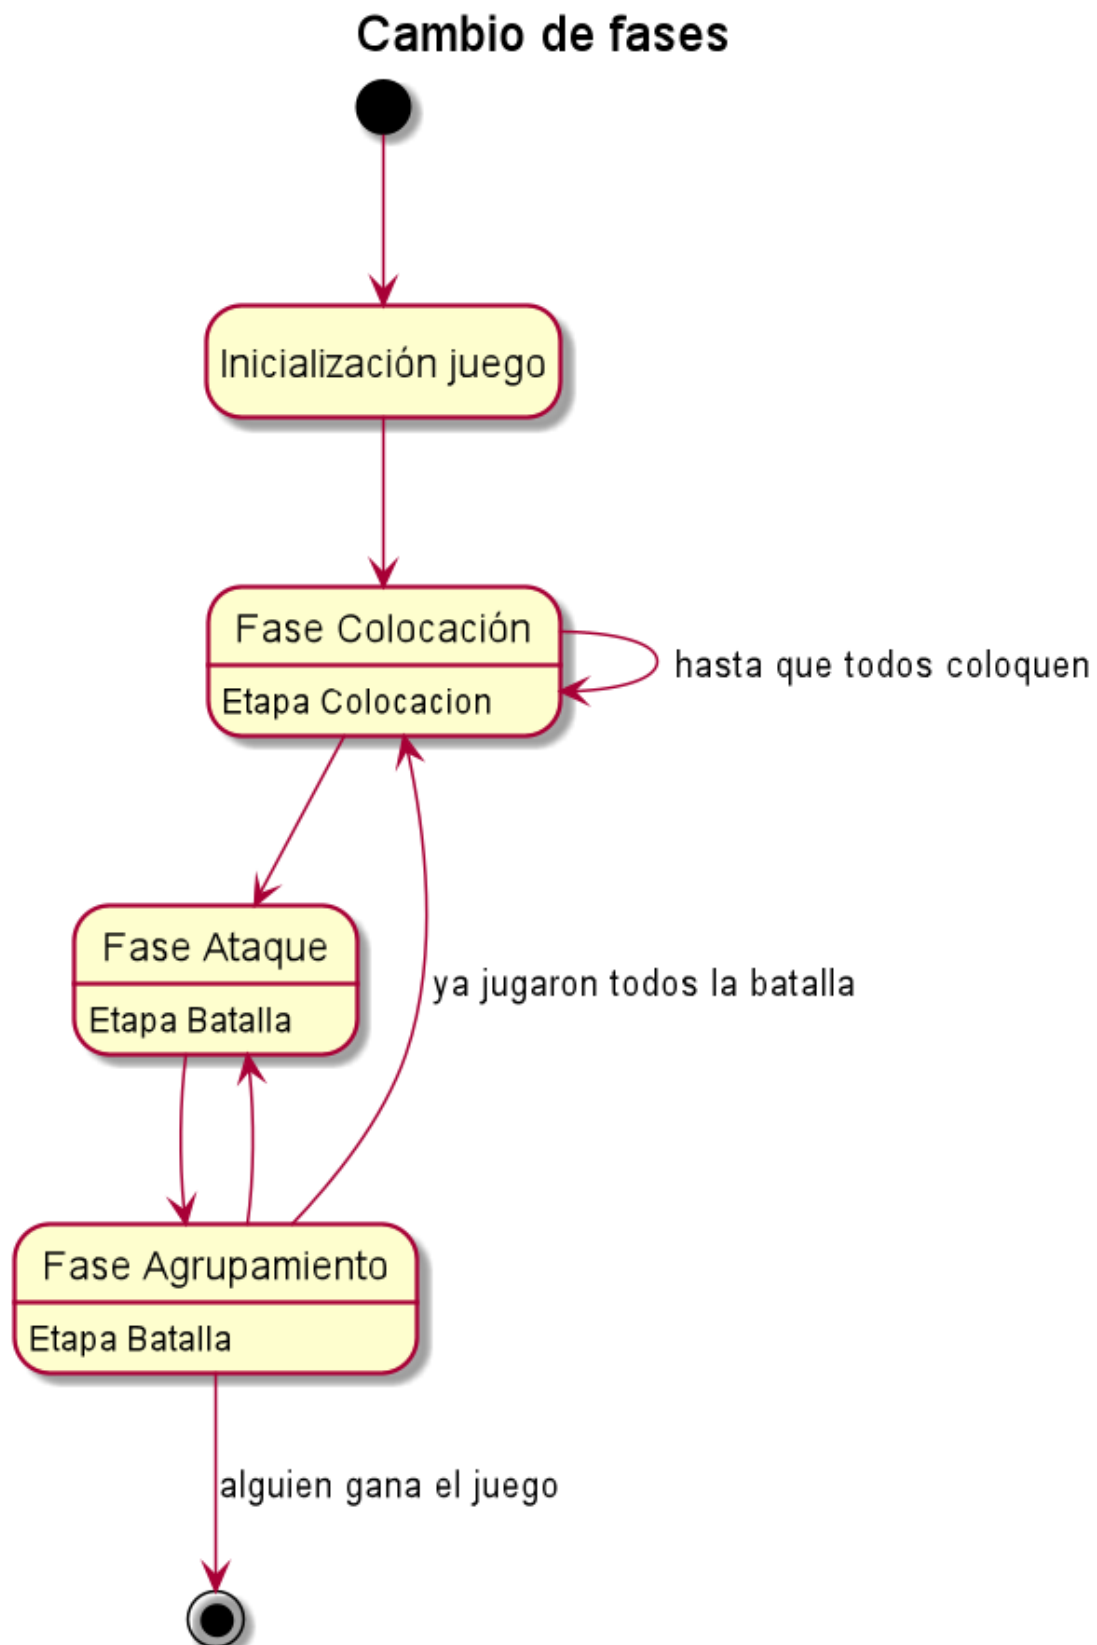 Cambio de fases
Inicialización juego
Fase Colocación
Etapa Colocacion
hasta que todos coloquen
Fase Ataque
Etapa Batalla
ya jugaron todos la batalla
Fase Agrupamiento
Etapa Batalla
alguien gana el juego